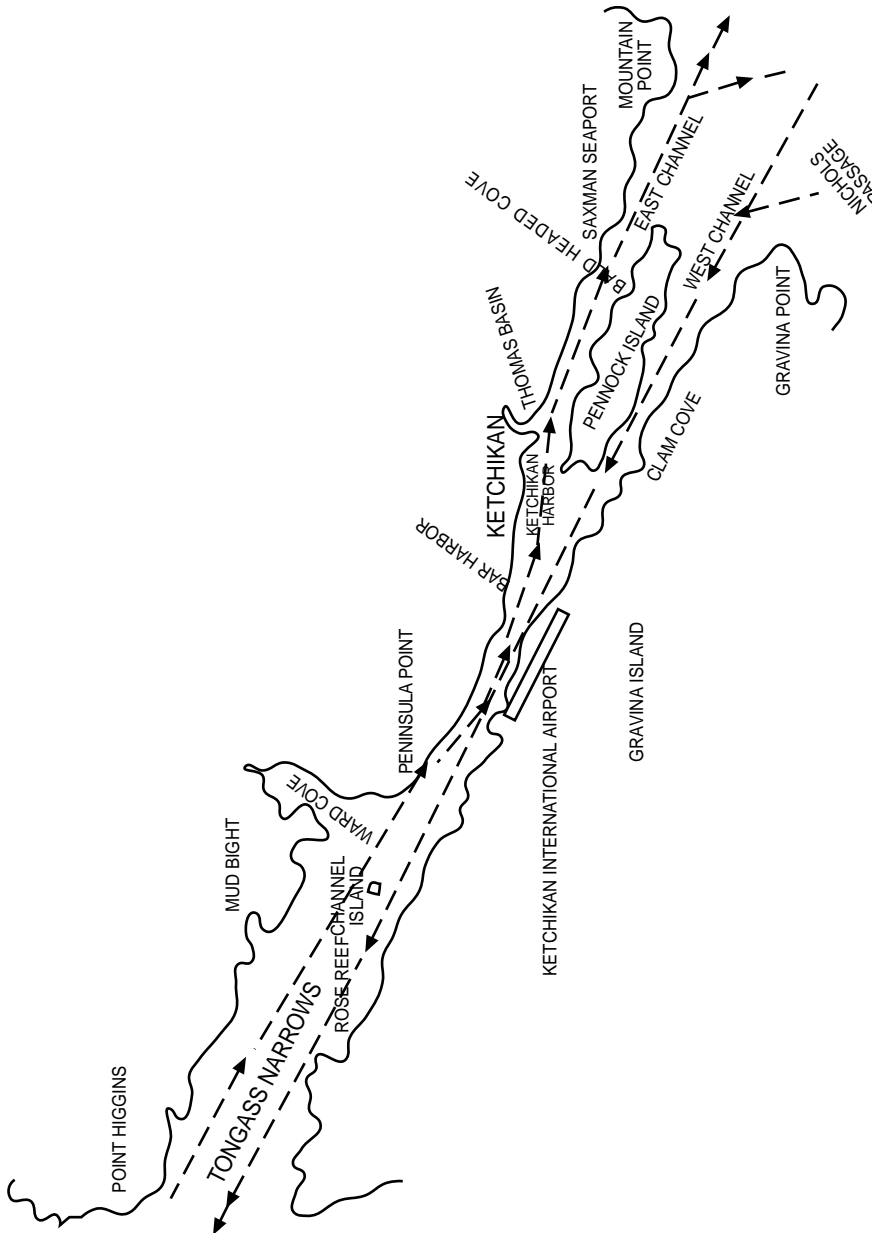 POINT HIGGINS
TONGASS NARROWS
MUD BIGHT
ROSE REEF
CHANNEL
ISLAND
WARD COVE
PENINSULA POINT
KETCHIKAN INTERNATIONAL AIRPORT
GRAVINA ISLAND
BAR HARBOR
KETCHIKAN
KETCHIKAN
HARBOR
THOMAS BASIN
PENNOCK ISLAND
CLAM COVE
BALD HEADED COVE
SAXMAN SEAPORT
EAST CHANNEL
WEST CHANNEL
GRAVINA POINT
MOUNTAIN
POINT
NICHOLS
PASSAGE